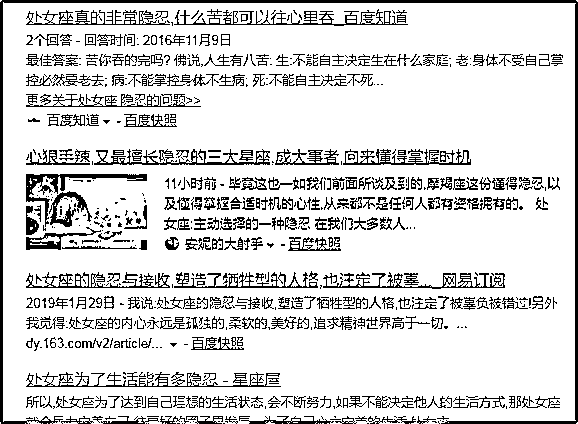 处女座真的非常隐忍,什么苦都可以往心里吞_百度知道
2个回答 - 回答时间: 2016年11月9日
最佳答案: 苦你吞的完吗? 佛说,人生有八苦: 生:不能自主决定生在什么家庭; 老:身体不受自己掌
控必然要老去; 病:不能掌控身体不生病; 死:不能自主决定不死...
更多关于处女座 隐忍的问题>>
百度知道 - 百度快照
心狠手辣,又最擅长隐忍的三大星座,成大事者,向来懂得掌握时机
11小时前 - 毕竟这也一如我们前面所谈及到的,摩羯座这份懂得隐忍,以
及懂得掌握合适时机的心性,从来都不是任何人都有资格拥有的。 处
女座:主动选择的一种隐忍 在我们大多数人...
安妮的大射手 - 百度快照
处女座的隐忍与接收,塑造了牺牲型的人格,也注定了被辜..._网易订阅
2019年1月29日 - 我说:处女座的隐忍与接收,塑造了牺牲型的人格,也注定了被辜负被错过!另外
我觉得:处女座的内心永远是孤独的,柔软的,美好的,追求精神世界高于一切。...
dy.163.com/v2/article/... - 百度快照
处女座为了生活能有多隐忍 - 星座屋
所以,处女座为了达到自己理想的生活状态,会不断努力,如果不能决定他人的生活方式,那处女座